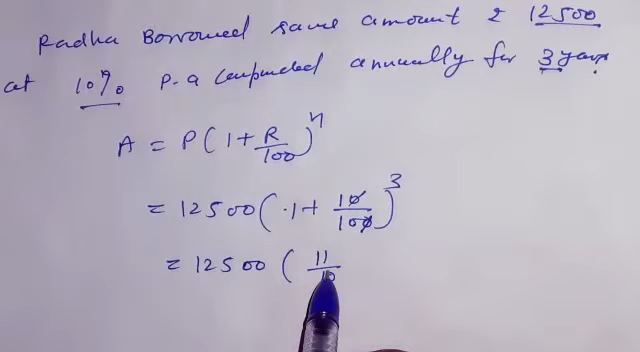 Radha Borrowed same amount ₹ 12500
at 10% P.a Compunded annually for 3 years.
A = P(1+R/100)^n
= 12500(1+10/100)^3
= 12500(11/10